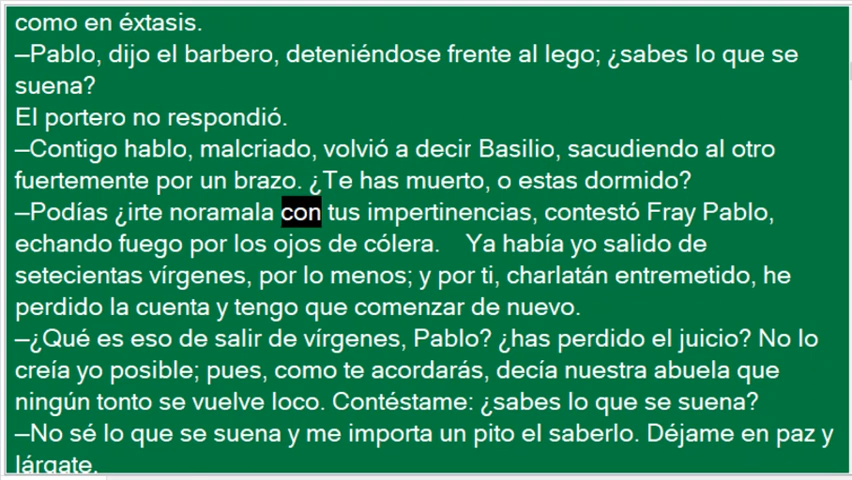 como en éxtasis.
–Pablo, dijo el barbero, deteniéndose frente al lego; ¿sabes lo que se
suena?
El portero no respondió.
–Contigo hablo, malcriado, volvió a decir Basilio, sacudiendo al otro
fuertemente por un brazo. ¿Te has muerto, o estas dormido?
–Podías ¿irte noramala con tus impertinencias, contestó Fray Pablo,
echando fuego por los ojos de cólera.    Ya había yo salido de
setecientas vírgenes, por lo menos; y por ti, charlatán entremetido, he
perdido la cuenta y tengo que comenzar de nuevo.
–¿Qué es eso de salir de vírgenes, Pablo? ¿has perdido el juicio? No lo
creía yo posible; pues, como te acordarás, decía nuestra abuela que
ningún tonto se vuelve loco. Contéstame: ¿sabes lo que se suena?
–No sé lo que se suena y me importa un pito el saberlo. Déjame en paz y
lárgate.